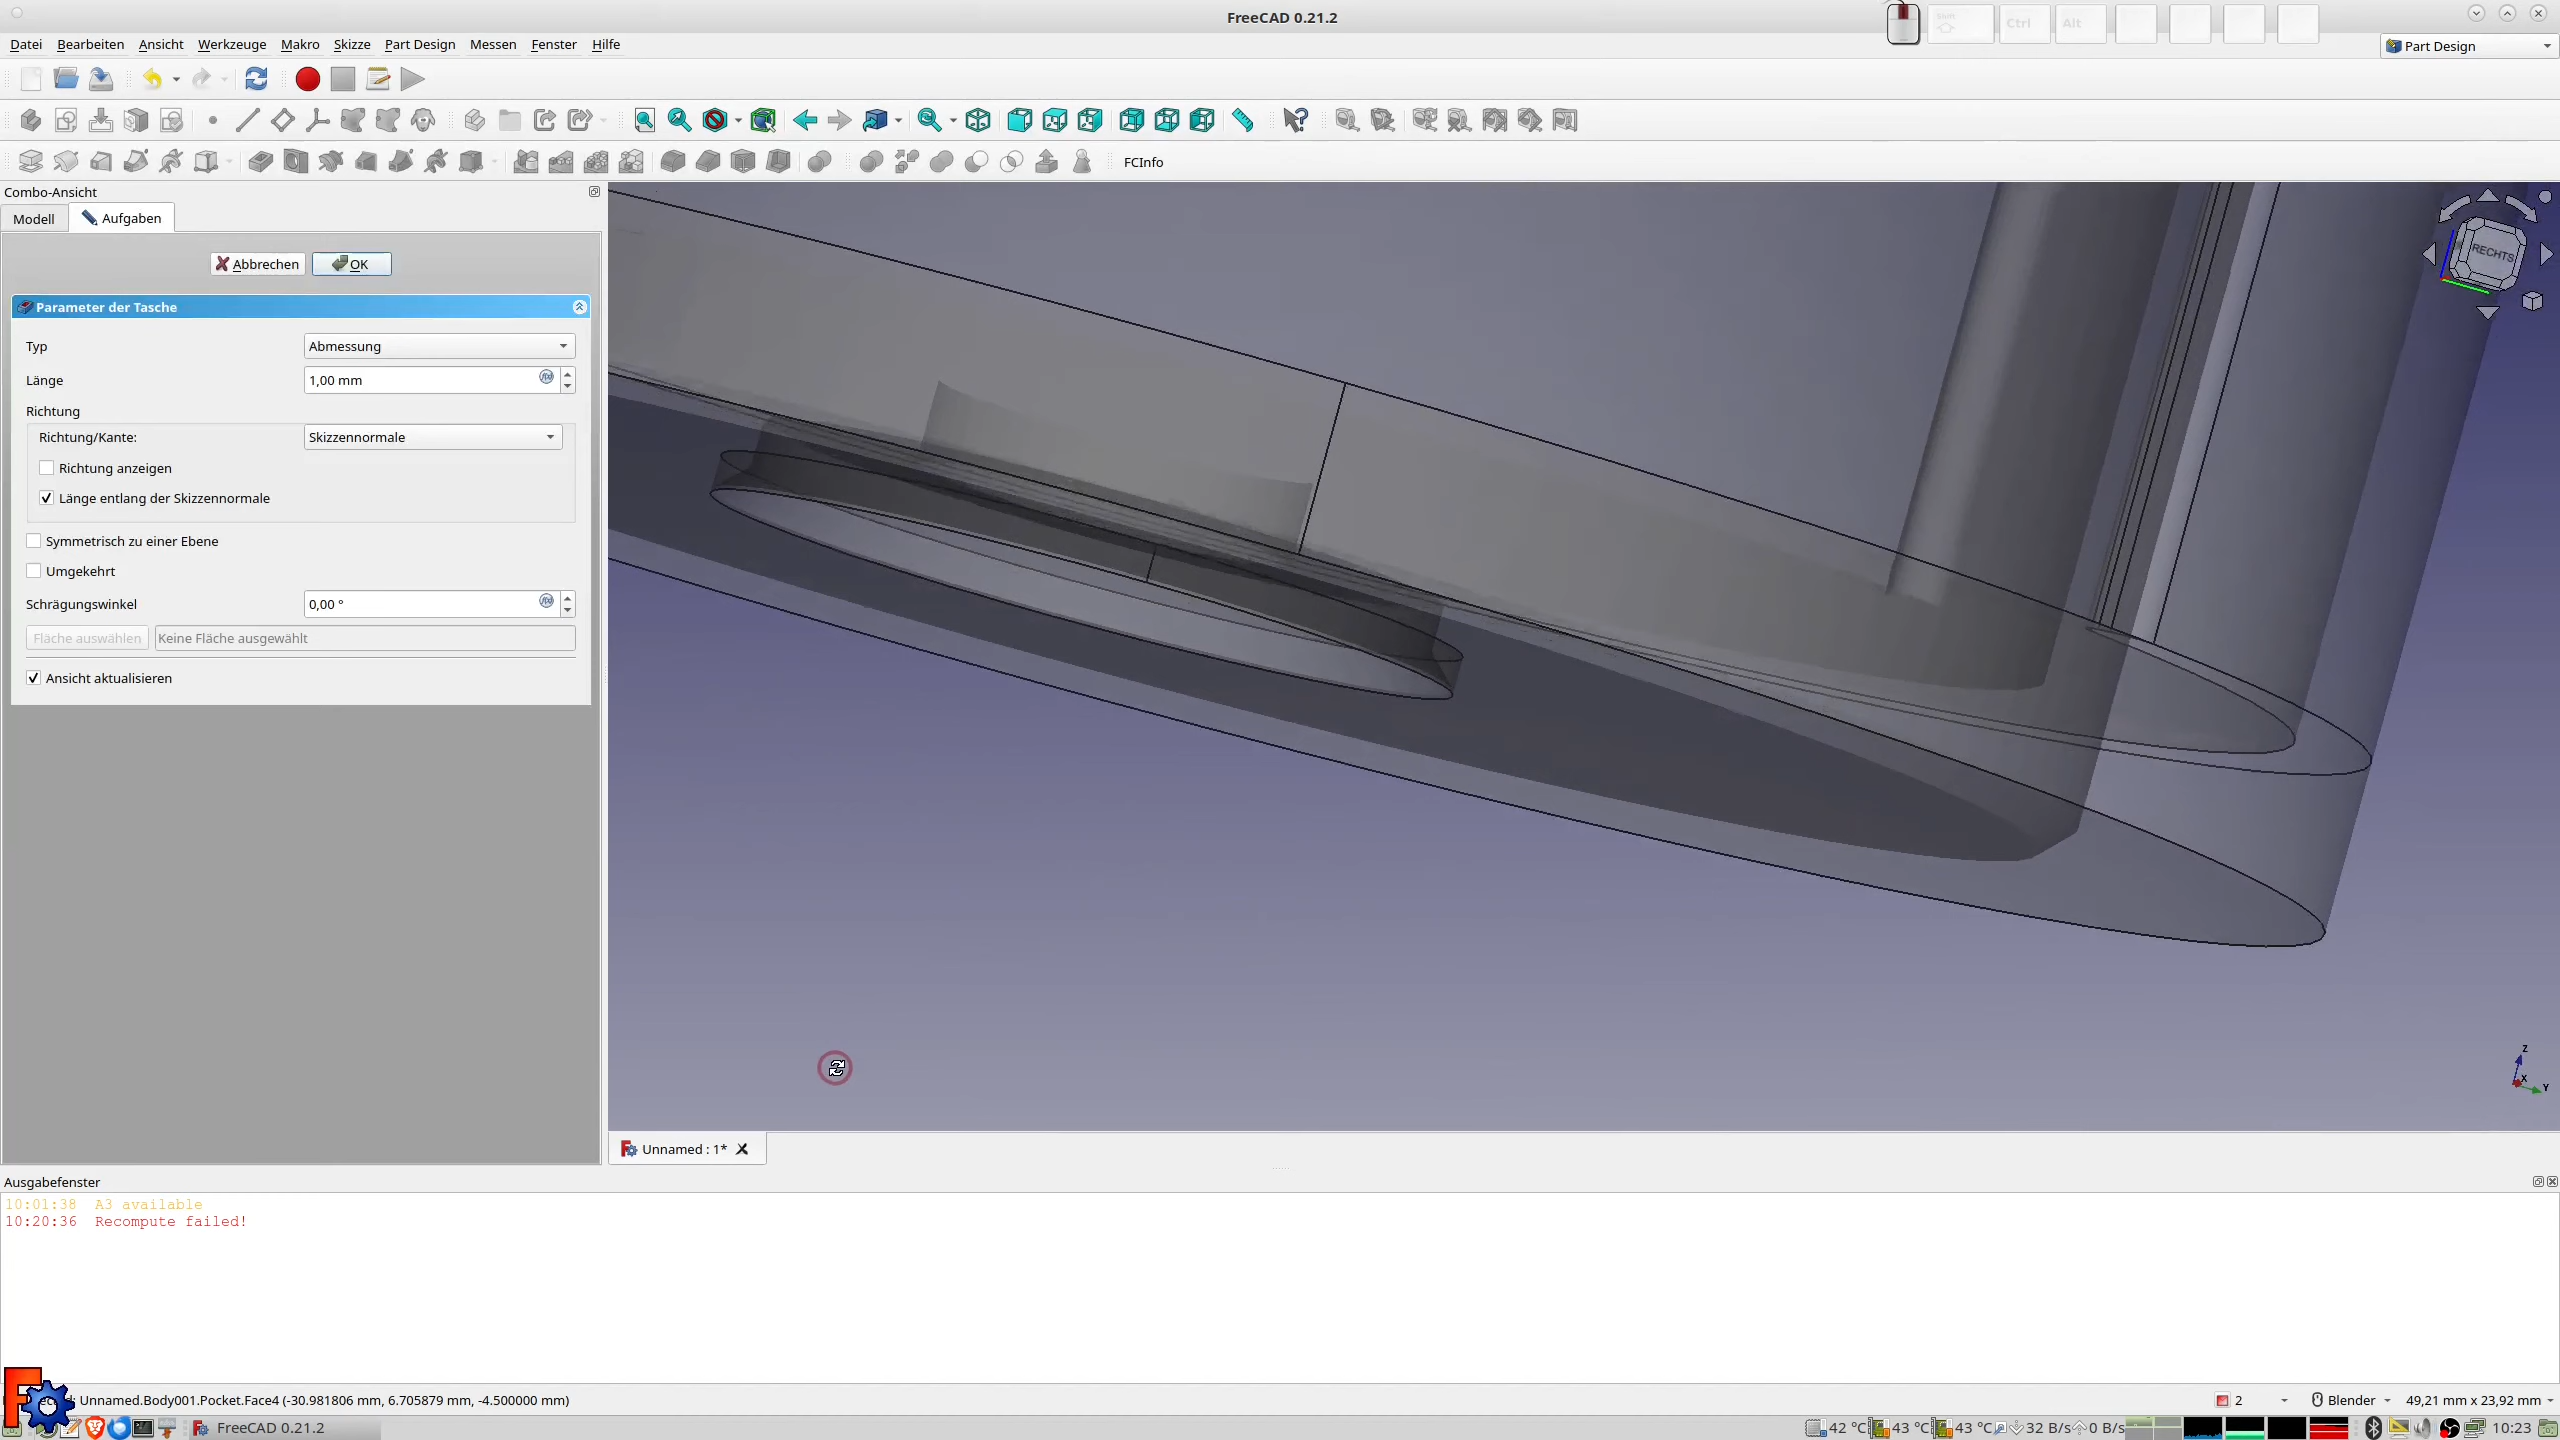 FreeCAD 0.21.2
Shift
Ctrl
Alt
Datei
Bearbeiten
Ansicht
Werkzeuge
Makro
Skizze
Part Design
Messen
Fenster
Hilfe
Part Design
FCInfo
Combo-Ansicht
Modell
Aufgaben
Abbrechen
OK
Parameter der Tasche
Typ
Abmessung
Länge
1,00 mm
Richtung
Richtung/Kante:
Skizzennormale
Richtung anzeigen
Länge entlang der Skizzennormale
Symmetrisch zu einer Ebene
Umgekehrt
Schrägungswinkel
0,00 °
Fläche auswählen
Keine Fläche ausgewählt
Ansicht aktualisieren
RECHTS
Z
X
Y
Unnamed : 1*
Ausgabefenster
10:01:38 A3 available
10:20:36 Recompute failed!
Unnamed.Body001.Pocket.Face4 (-30.981806 mm, 6.705879 mm, -4.500000 mm)
2
Blender
49,21 mm x 23,92 mm
FreeCAD 0.21.2
42 °C
43 °C
43 °C
32 B/s
0 B/s
10:23